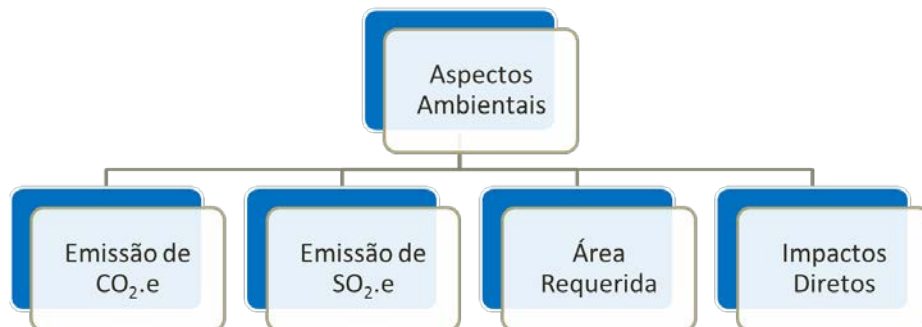 Aspectos
Ambientais
Emissão de
CO₂.e
Emissão de
SO₂.e
Área
Requerida
Impactos
Diretos